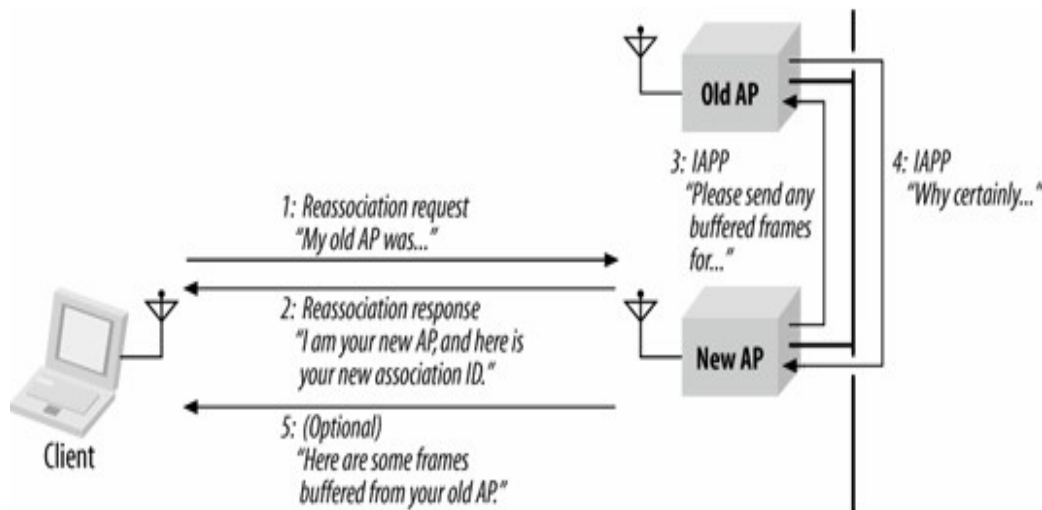 Old AP
3: IAPP
"Please send any
buffered frames
for..."
4: IAPP
"Why certainly..."
1: Reassociation request
"My old AP was..."
2: Reassociation response
"I am your new AP, and here is
your new association ID."
New AP
5: (Optional)
"Here are some frames
buffered from your old AP."
Client